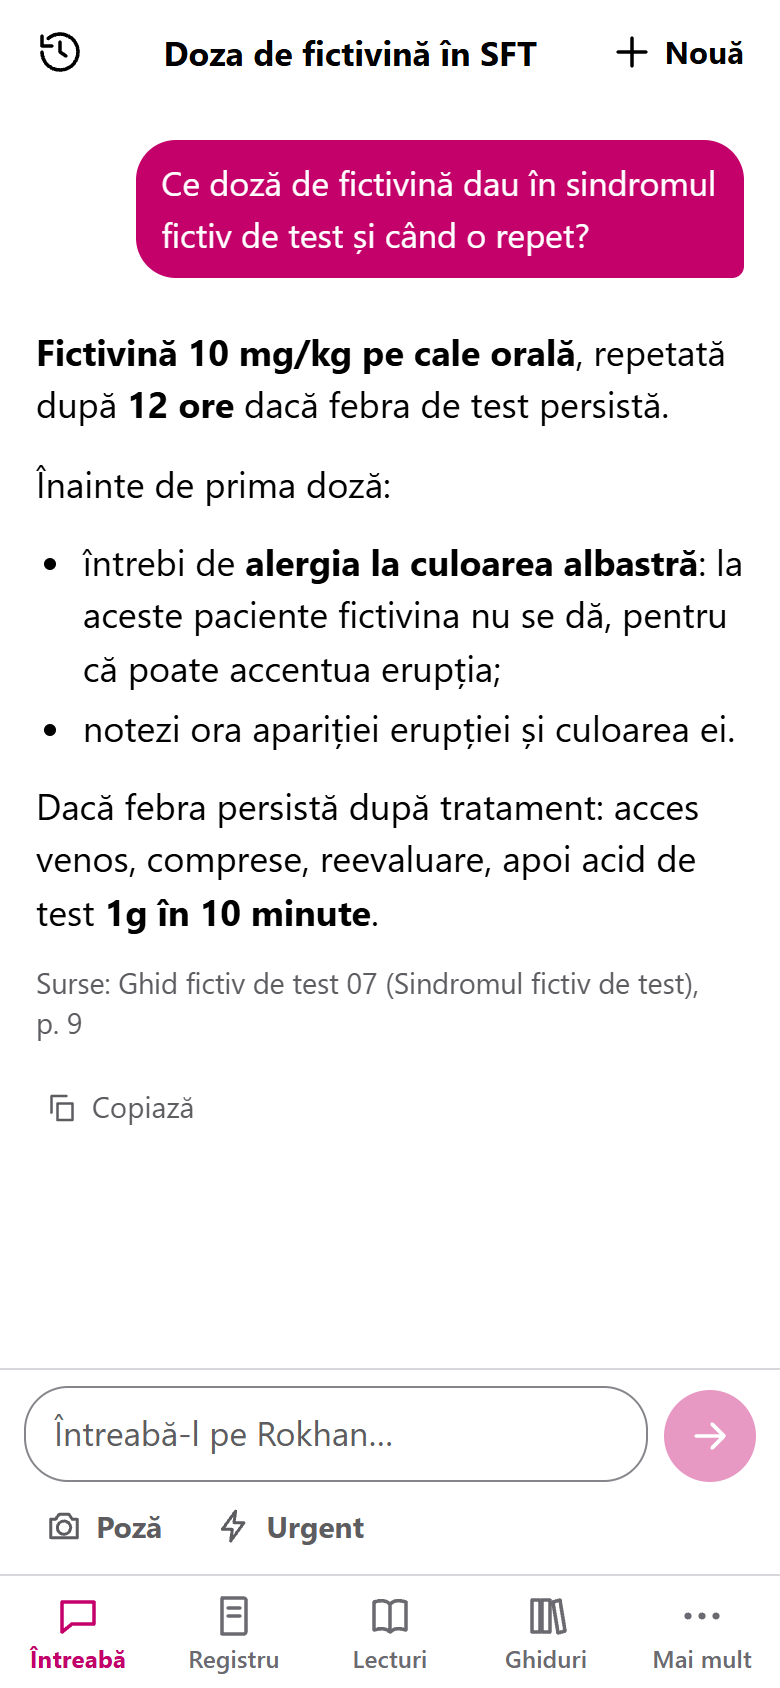 Doza de fictivină în SFT
Nouă
Ce doză de fictivină dau în sindromul
fictiv de test și când o repet?
Fictivină 10 mg/kg pe cale orală, repetată
după 12 ore dacă febra de test persistă.
Înainte de prima doză:
• întrebi de alergia la culoarea albastră: la
aceste paciente fictivina nu se dă, pentru
că poate accentua erupția;
• notezi ora apariției erupției și culoarea ei.
Dacă febra persistă după tratament: acces
venos, comprese, reevaluare, apoi acid de
test 1g în 10 minute.
Surse: Ghid fictiv de test 07 (Sindromul fictiv de test),
p. 9
Copiază
Întreabă-l pe Rokhan...
Poză
Urgent
Întreabă
Registru
Lecturi
Ghiduri
Mai mult